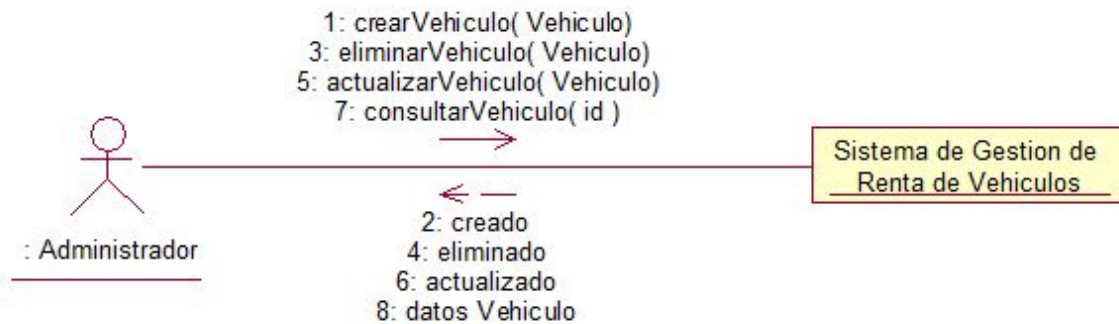 1: crearVehiculo( Vehiculo)
3: eliminarVehiculo( Vehiculo)
5: actualizarVehiculo( Vehiculo)
7: consultarVehiculo( id )
Sistema de Gestion de
Renta de Vehiculos
: Administrador
2: creado
4: eliminado
6: actualizado
8: datos Vehiculo